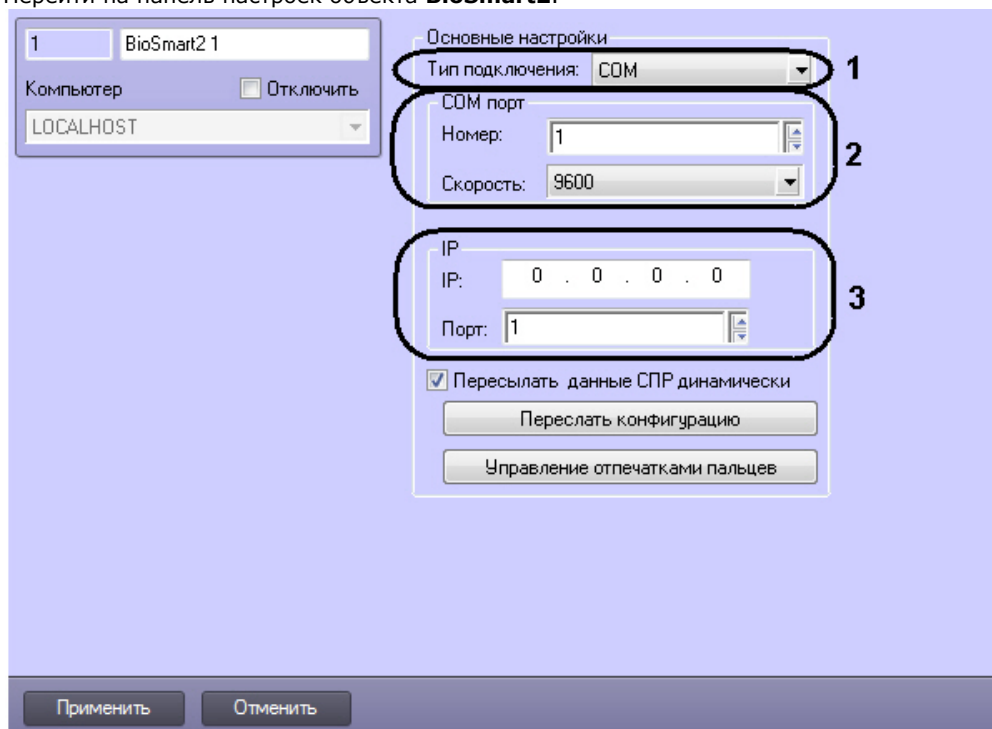 Перейти на панель настроек объекта BioSmart2.
1
BioSmart2 1
Компьютер
Отключить
LOCALHOST
Основные настройки
Тип подключения: COM
1
COM порт
Номер: 1
Скорость: 9600
2
IP
IP: 0 . 0 . 0 . 0
Порт: 1
3
Пересылать данные СПР динамически
Переслать конфигурацию
Управление отпечатками пальцев
Применить
Отменить